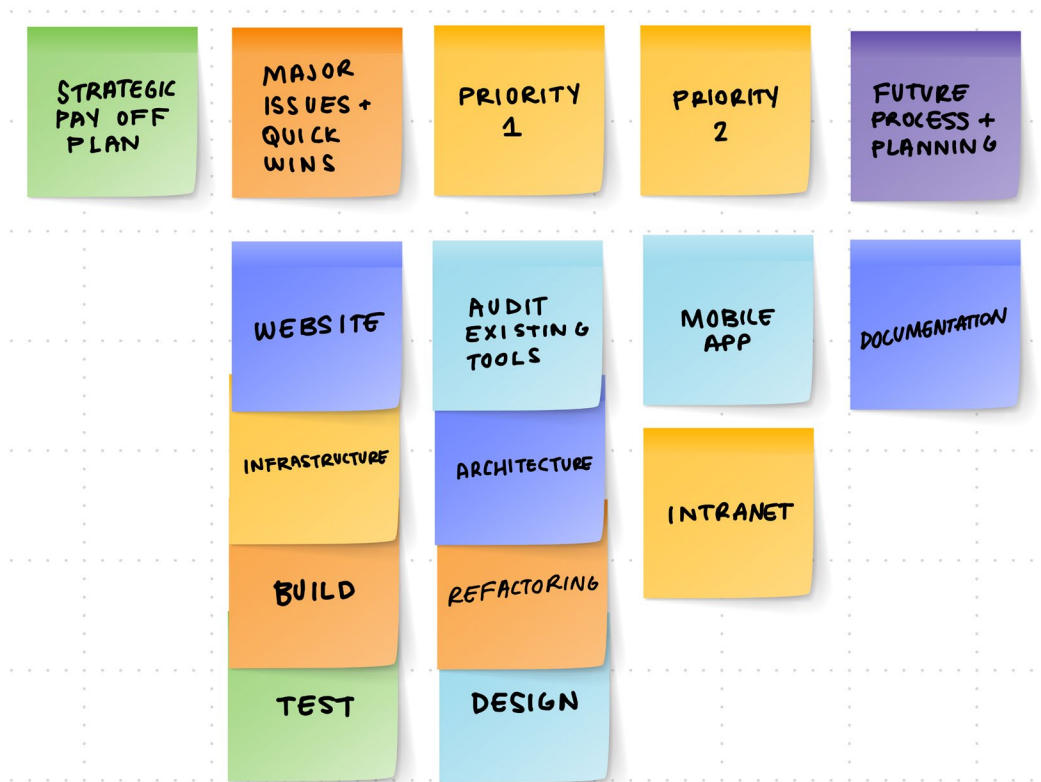 STRATEGIC
PAY OFF
PLAN
MAJOR
ISSUES +
QUICK
WINS
PRIORITY
1
PRIORITY
2
FUTURE
PROCESS +
PLANNING
WEBSITE
INFRASTRUCTURE
BUILD
TEST
AUDIT
EXISTING
TOOLS
ARCHITECTURE
REFACTORING
DESIGN
MOBILE
APP
INTRANET
DOCUMENTATION